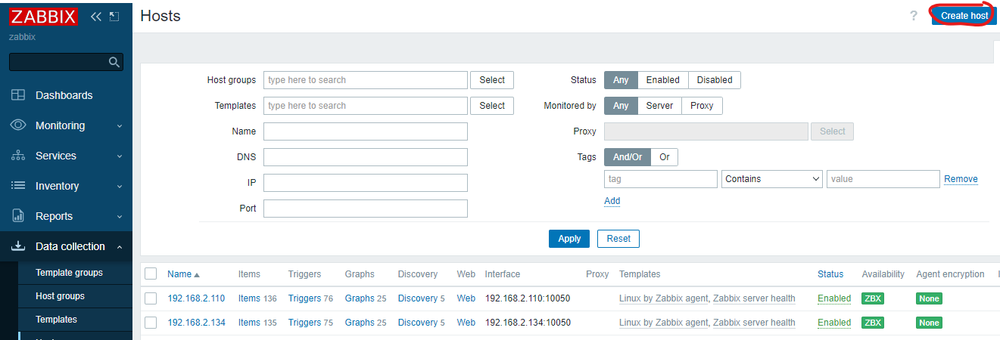 ZABBIX
zabbix
Dashboards
Monitoring
Services
Inventory
Reports
Data collection
Template groups
Host groups
Templates
Hosts ? Create host
Host groups type here to search Select Status Any Enabled Disabled
Templates type here to search Select Monitored by Any Server Proxy
Name Proxy Select
DNS Tags And/Or Or
IP tag Contains value Remove
Port Add
Apply Reset
Name Items Triggers Graphs Discovery Web Interface Proxy Templates Status Availability Agent encryption
192.168.2.110 Items 136 Triggers 76 Graphs 25 Discovery 5 Web 192.168.2.110:10050 Linux by Zabbix agent, Zabbix server health Enabled ZBX None
192.168.2.134 Items 135 Triggers 75 Graphs 25 Discovery 5 Web 192.168.2.134:10050 Linux by Zabbix agent, Zabbix server health Enabled ZBX None